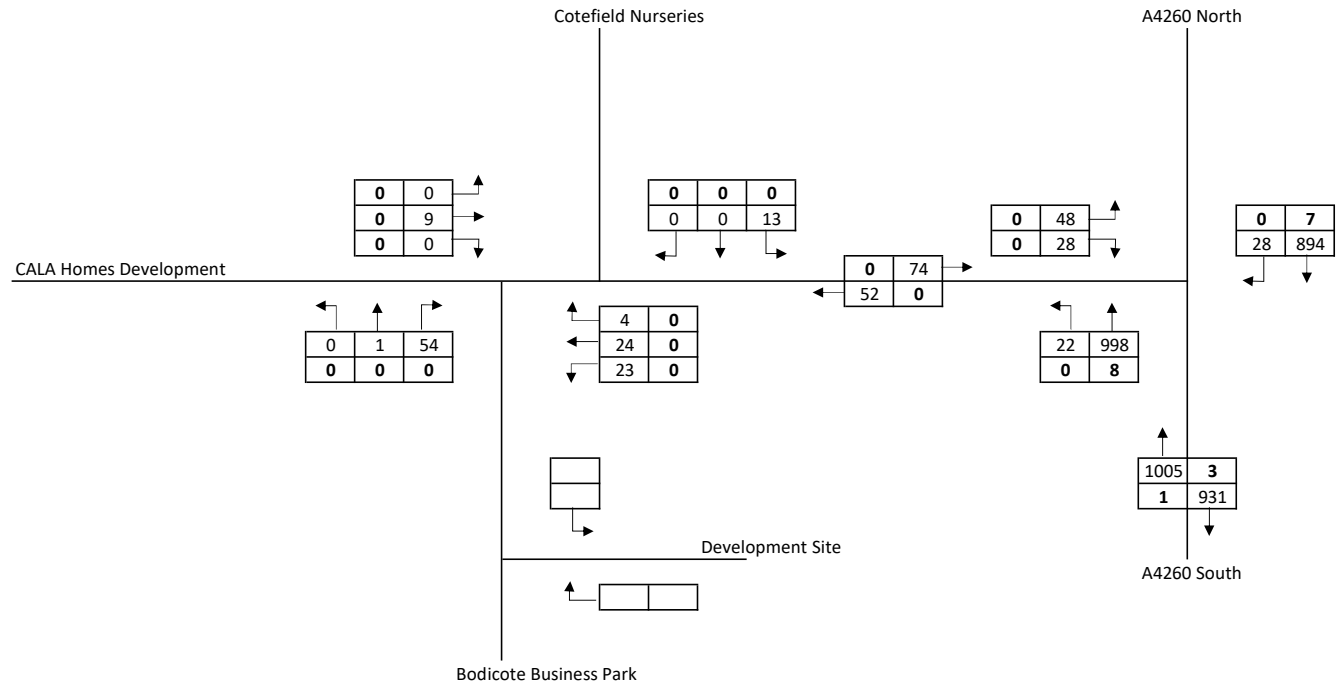 Cotefield Nurseries A4260 North
0 0
0 9
0 0
0 0 0
0 0 13
0 48
0 28
0 7
28 894
CALA Homes Development
0 74
52 0
0 1 54
0 0 0
4 0
24 0
23 0
22 998
0 8
1005 3
1 931
Development Site
A4260 South
Bodicote Business Park